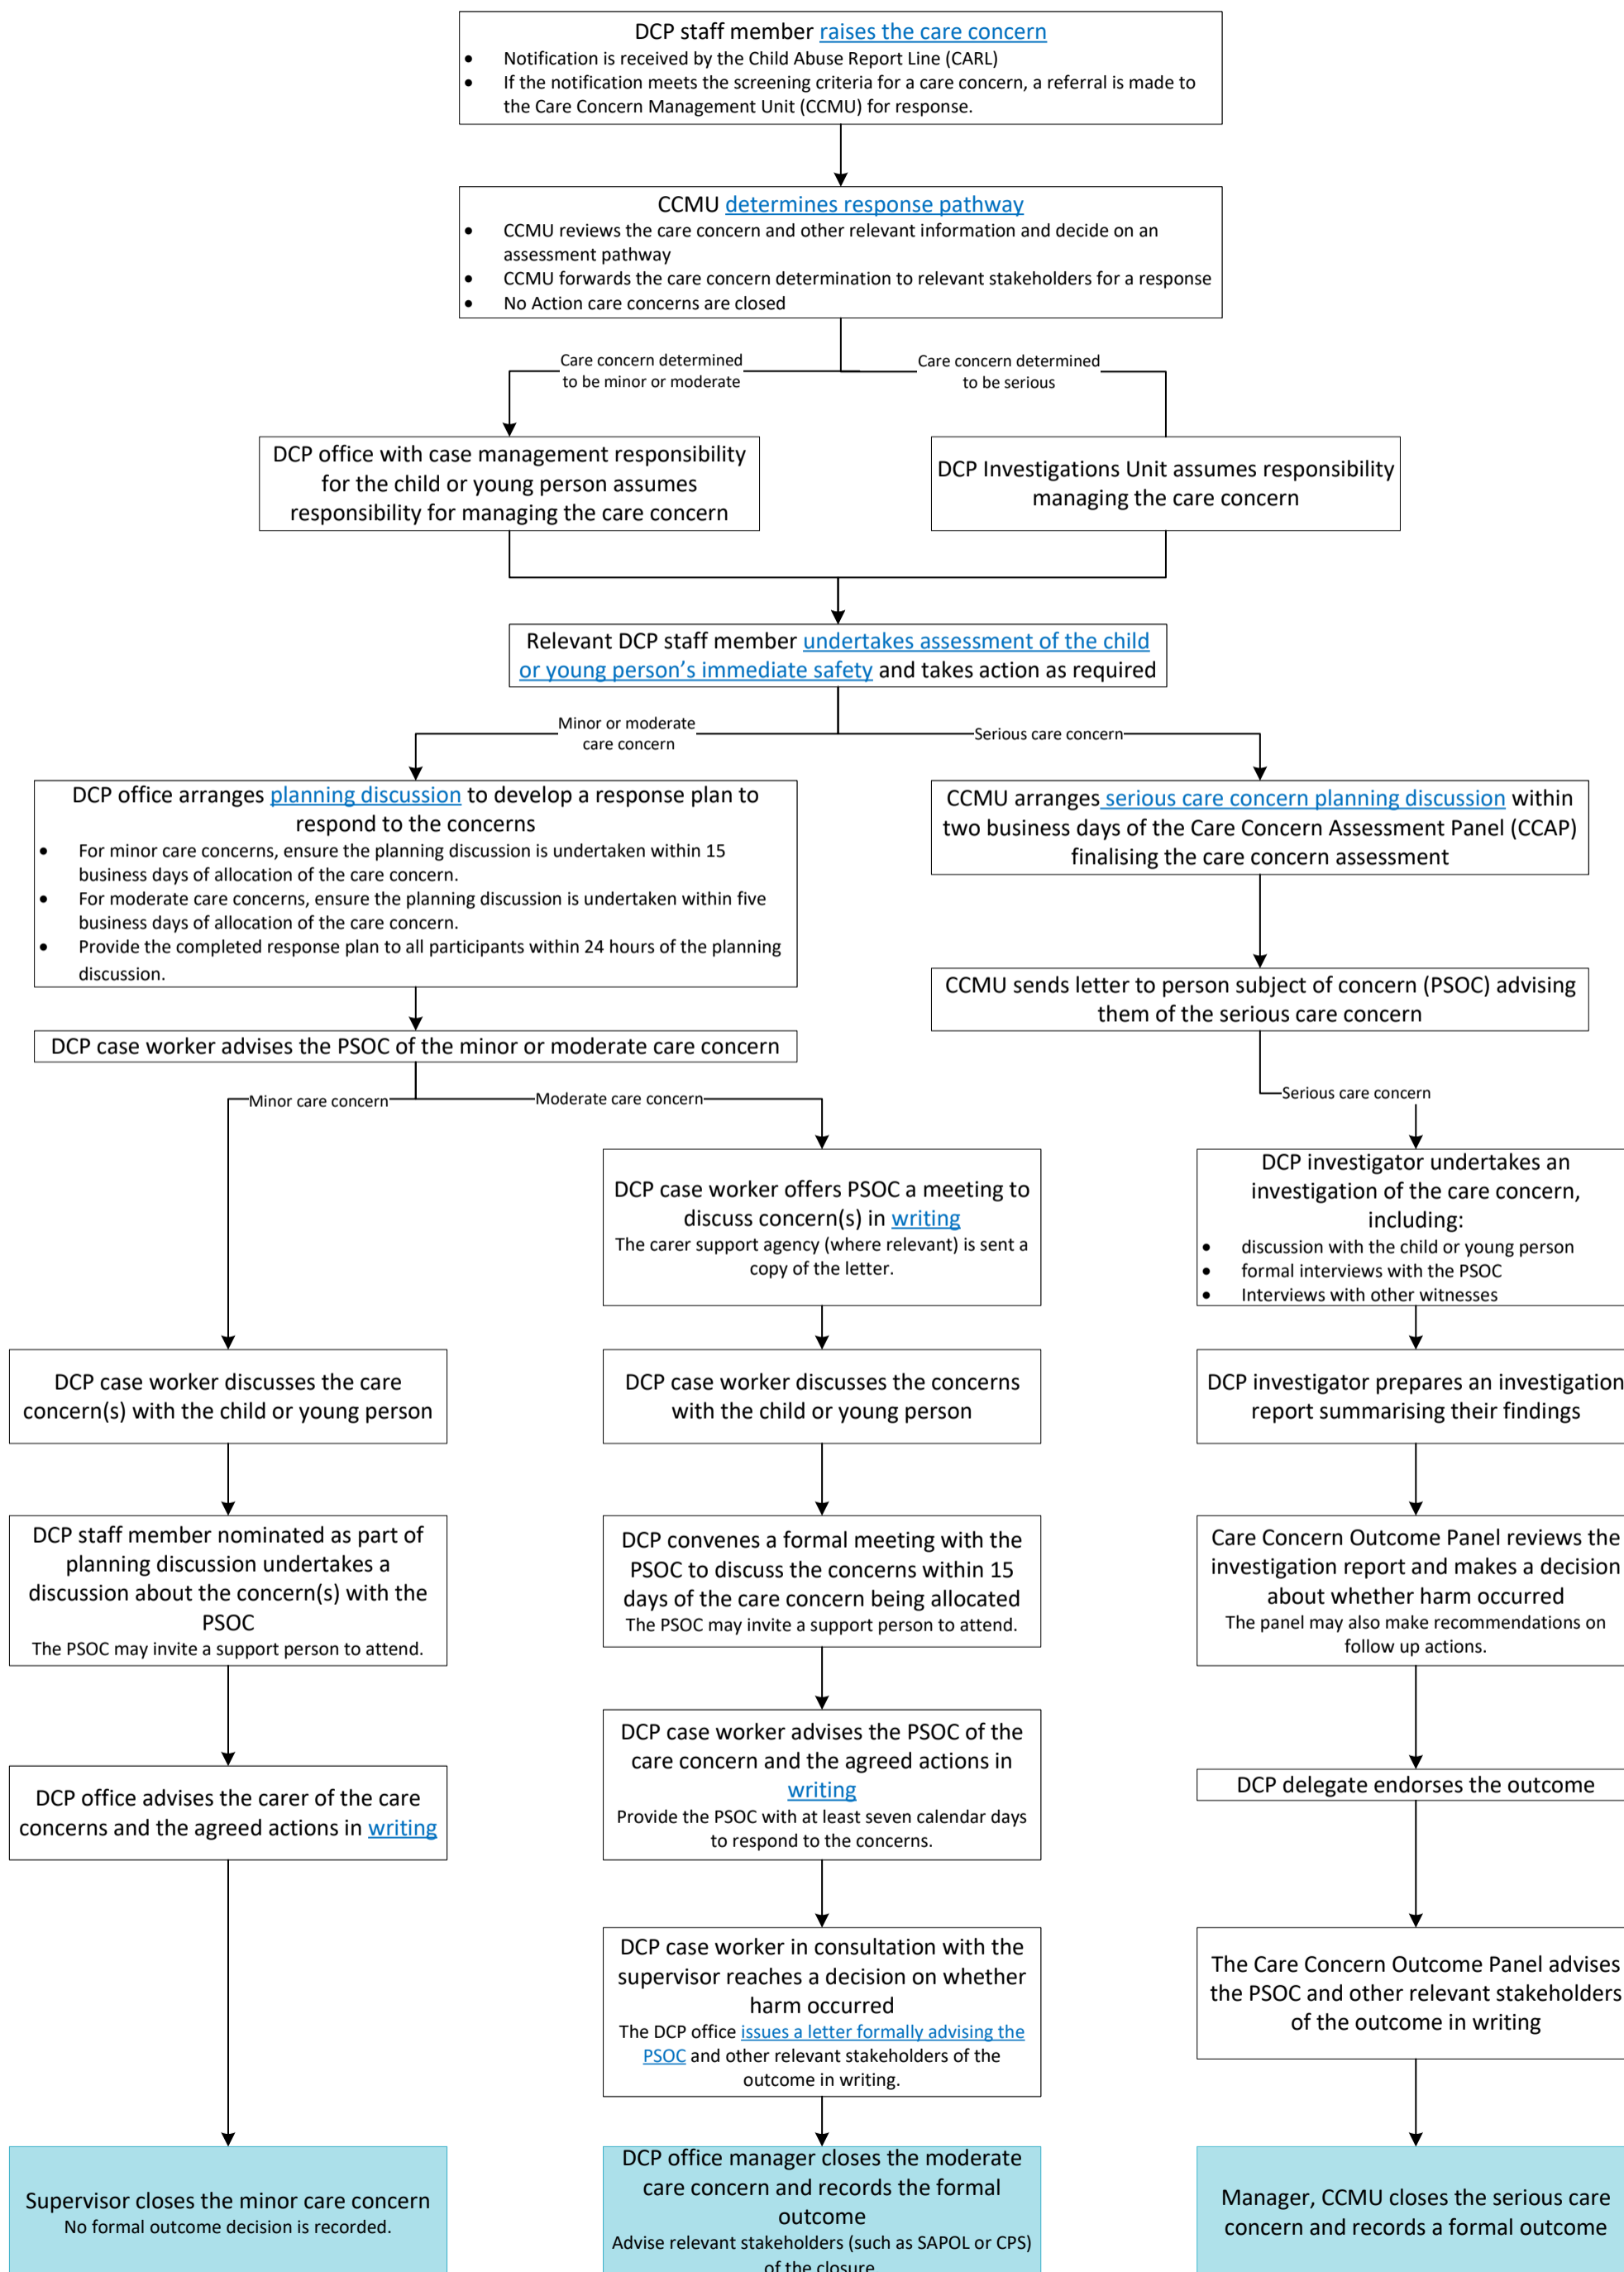 DCP staff member raises the care concern
• Notification is received by the Child Abuse Report Line (CARL)
• If the notification meets the screening criteria for a care concern, a referral is made to
the Care Concern Management Unit (CCMU) for response.
CCMU determines response pathway
• CCMU reviews the care concern and other relevant information and decide on an
assessment pathway
• CCMU forwards the care concern determination to relevant stakeholders for a response
• No Action care concerns are closed
Care concern determined
to be minor or moderate
Care concern determined
to be serious
DCP office with case management responsibility
for the child or young person assumes
responsibility for managing the care concern
DCP Investigations Unit assumes responsibility
managing the care concern
Relevant DCP staff member undertakes assessment of the child
or young person’s immediate safety and takes action as required
Minor or moderate
care concern
Serious care concern
DCP office arranges planning discussion to develop a response plan to
respond to the concerns
• For minor care concerns, ensure the planning discussion is undertaken within 15
business days of allocation of the care concern.
• For moderate care concerns, ensure the planning discussion is undertaken within five
business days of allocation of the care concern.
• Provide the completed response plan to all participants within 24 hours of the planning
discussion.
CCMU arranges serious care concern planning discussion within
two business days of the Care Concern Assessment Panel (CCAP)
finalising the care concern assessment
CCMU sends letter to person subject of concern (PSOC) advising
them of the serious care concern
DCP case worker advises the PSOC of the minor or moderate care concern
Minor care concern
Moderate care concern
Serious care concern
DCP case worker offers PSOC a meeting to
discuss concern(s) in writing
The carer support agency (where relevant) is sent a
copy of the letter.
DCP investigator undertakes an
investigation of the care concern,
including:
• discussion with the child or young person
• formal interviews with the PSOC
• Interviews with other witnesses
DCP case worker discusses the care
concern(s) with the child or young person
DCP case worker discusses the concerns
with the child or young person
DCP investigator prepares an investigation
report summarising their findings
DCP staff member nominated as part of
planning discussion undertakes a
discussion about the concern(s) with the
PSOC
The PSOC may invite a support person to attend.
DCP convenes a formal meeting with the
PSOC to discuss the concerns within 15
days of the care concern being allocated
The PSOC may invite a support person to attend.
Care Concern Outcome Panel reviews the
investigation report and makes a decision
about whether harm occurred
The panel may also make recommendations on
follow up actions.
DCP office advises the carer of the care
concerns and the agreed actions in writing
DCP case worker advises the PSOC of the
care concern and the agreed actions in
writing
Provide the PSOC with at least seven calendar days
to respond to the concerns.
DCP delegate endorses the outcome
DCP case worker in consultation with the
supervisor reaches a decision on whether
harm occurred
The DCP office issues a letter formally advising the
PSOC and other relevant stakeholders of the
outcome in writing.
The Care Concern Outcome Panel advises
the PSOC and other relevant stakeholders
of the outcome in writing
Supervisor closes the minor care concern
No formal outcome decision is recorded.
DCP office manager closes the moderate
care concern and records the formal
outcome
Advise relevant stakeholders (such as SAPOL or CPS)
of the closure
Manager, CCMU closes the serious care
concern and records a formal outcome